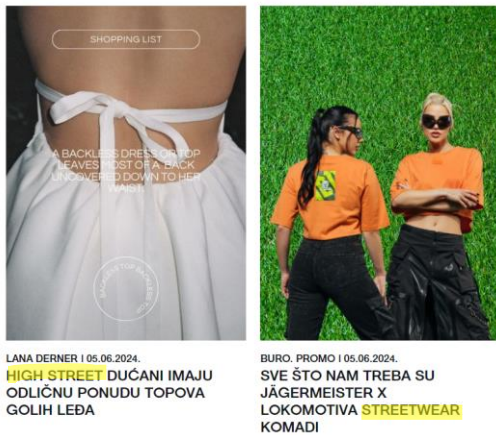 SHOPPING LIST
A BACKLESS DRESS OR TOP
LEAVES MOST OF A BACK
UNCOVERED DOWN TO HER
WAIST.
LANA DERNER I 05.06.2024.
HIGH STREET DUĆANI IMAJU
ODLIČNU PONUDU TOPOVA
GOLIH LEĐA
BURO. PROMO I 05.06.2024.
SVE ŠTO NAM TREBA SU
JÄGERMEISTER X
LOKOMOTIVA STREETWEAR
KOMADI